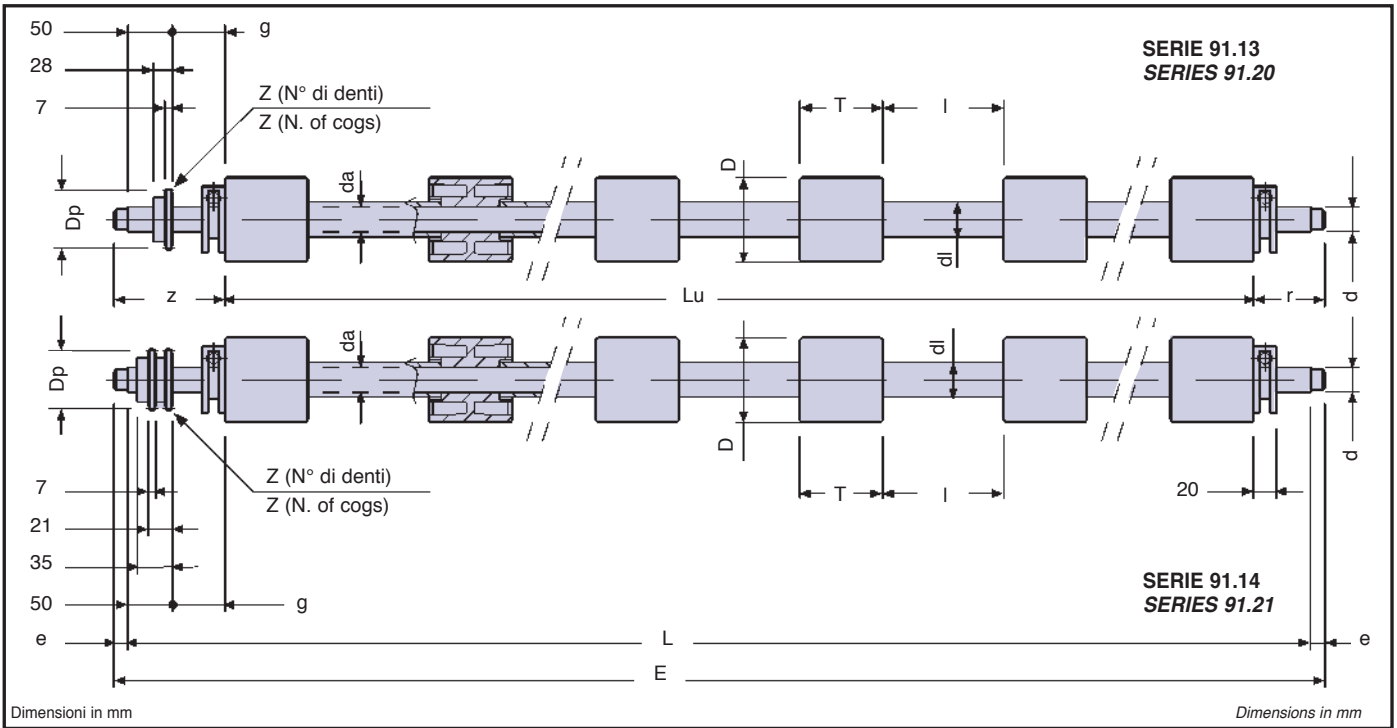 50
g
SERIE 91.13
SERIES 91.20
28
7
Z (N° di denti)
Z (N. of cogs)
T
I
D
da
Dp
dl
z
Lu
r
d
da
dl
Dp
D
d
Z (N° di denti)
Z (N. of cogs)
7
T
I
20
21
35
SERIE 91.14
SERIES 91.21
50
g
e
L
e
E
Dimensioni in mm
Dimensions in mm